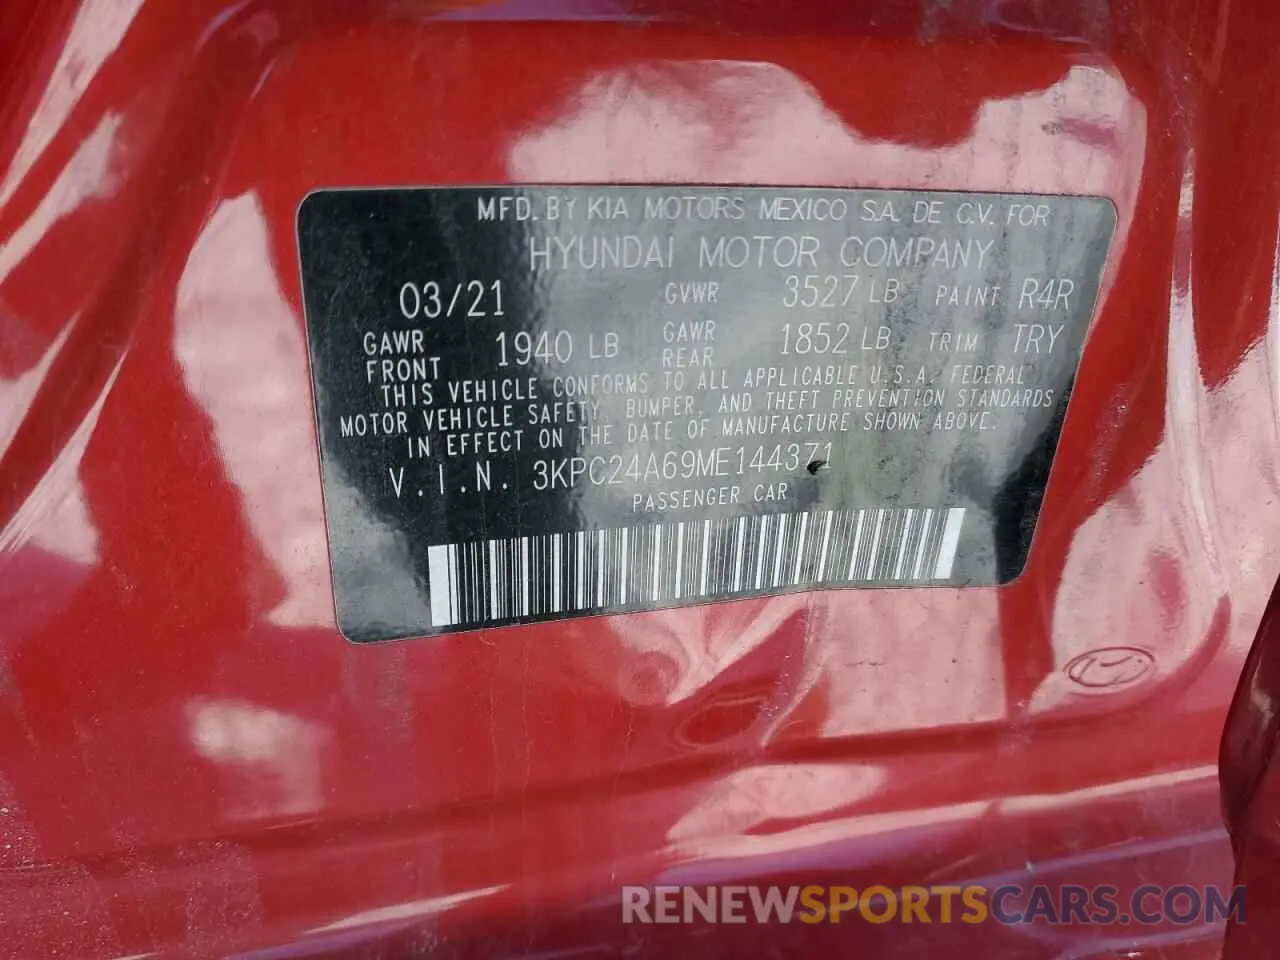 MFD. BY KIA MOTORS MEXICO S.A. DE C.V. FOR
HYUNDAI MOTOR COMPANY
03/21 GVWR 3527 LB PAINT R4R
GAWR FRONT 1940 LB GAWR REAR 1852 LB TRIM TRY
THIS VEHICLE CONFORMS TO ALL APPLICABLE U.S.A. FEDERAL
MOTOR VEHICLE SAFETY, BUMPER, AND THEFT PREVENTION STANDARDS
IN EFFECT ON THE DATE OF MANUFACTURE SHOWN ABOVE.
V.I.N. 3KPC24A69ME144371
PASSENGER CAR
RENEWSPORTSCARS.COM